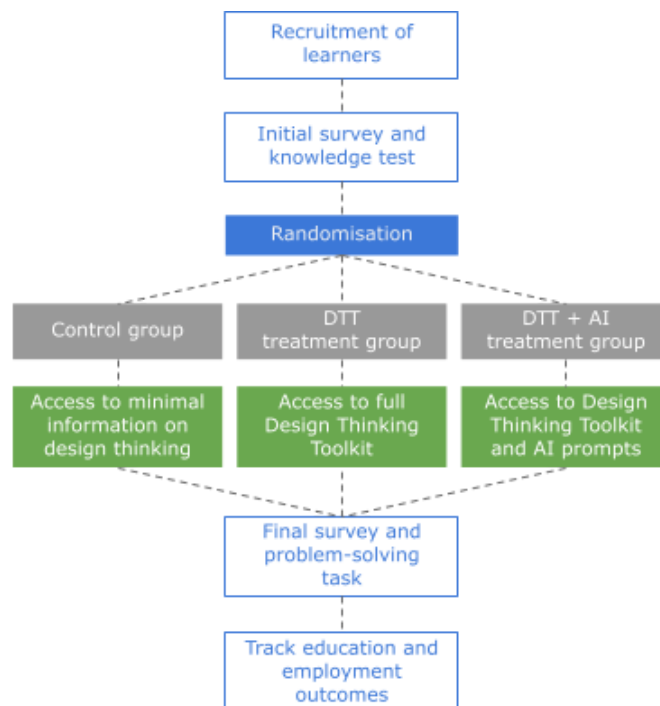 Recruitment of
learners
Initial survey and
knowledge test
Randomisation
Control group
DTT
treatment group
DTT + AI
treatment group
Access to minimal
information on
design thinking
Access to full
Design Thinking
Toolkit
Access to Design
Thinking Toolkit
and AI prompts
Final survey and
problem-solving
task
Track education and
employment
outcomes